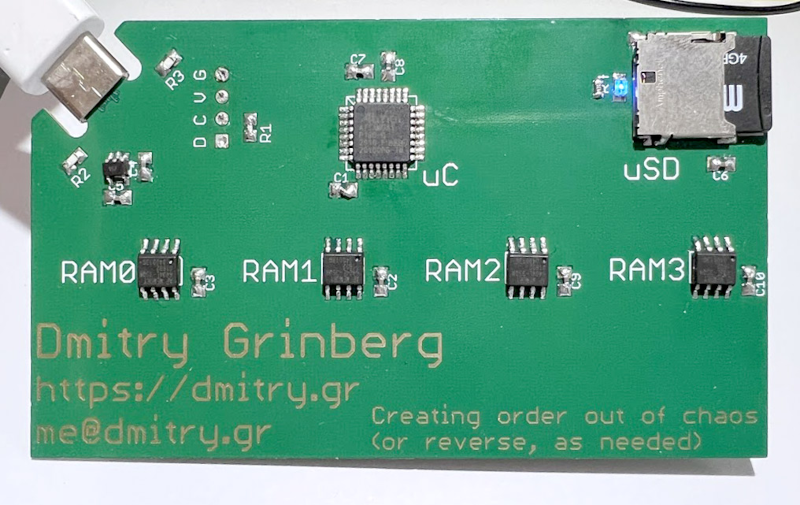 R3
G
V
C
D
R1
C7
C8
4GB
R2
C4
C5
C1
uC
uSD
C6
RAM0
C3
RAM1
C2
RAM2
C9
RAM3
C10
Dmitry Grinberg
https://dmitry.gr
me@dmitry.gr
Creating order out of chaos
(or reverse, as needed)